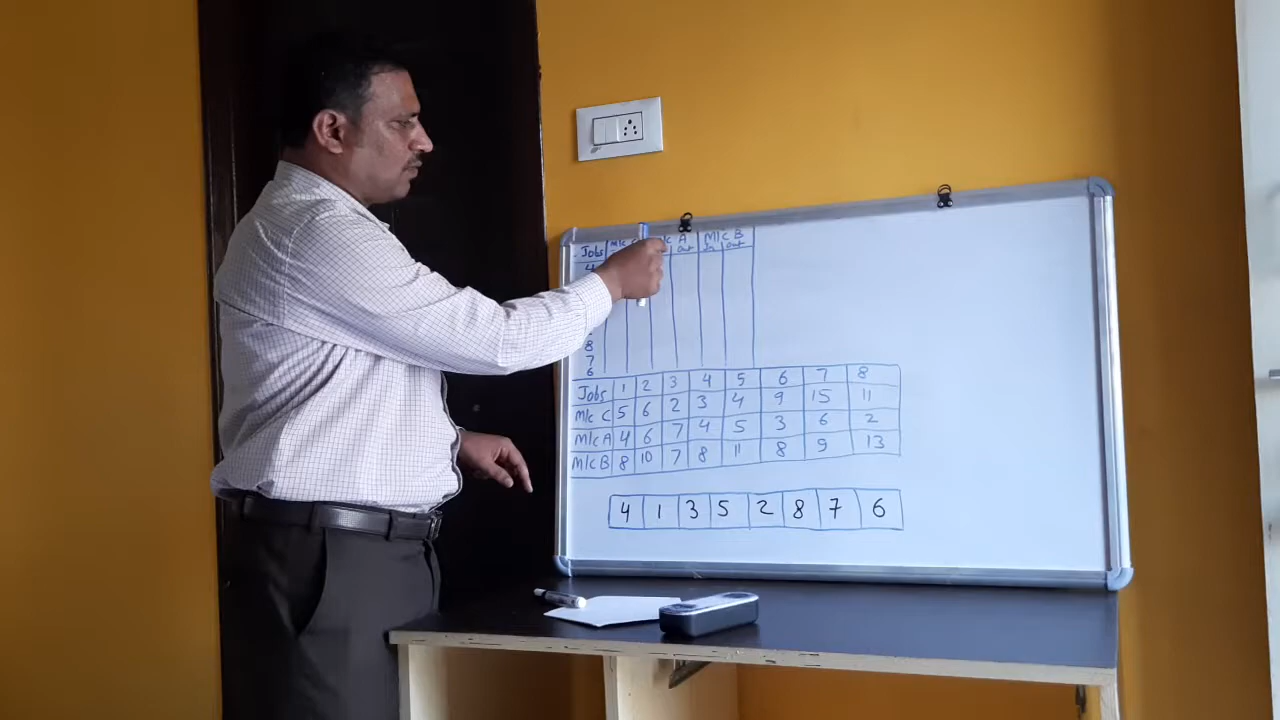 Jobs M/c A M/c B
out in out
4
8
7
6
Jobs 1 2 3 4 5 6 7 8
M/c C 5 6 2 3 4 9 15 11
M/c A 4 6 7 4 5 3 6 2
M/c B 8 10 7 8 11 8 9 13
4 1 3 5 2 8 7 6